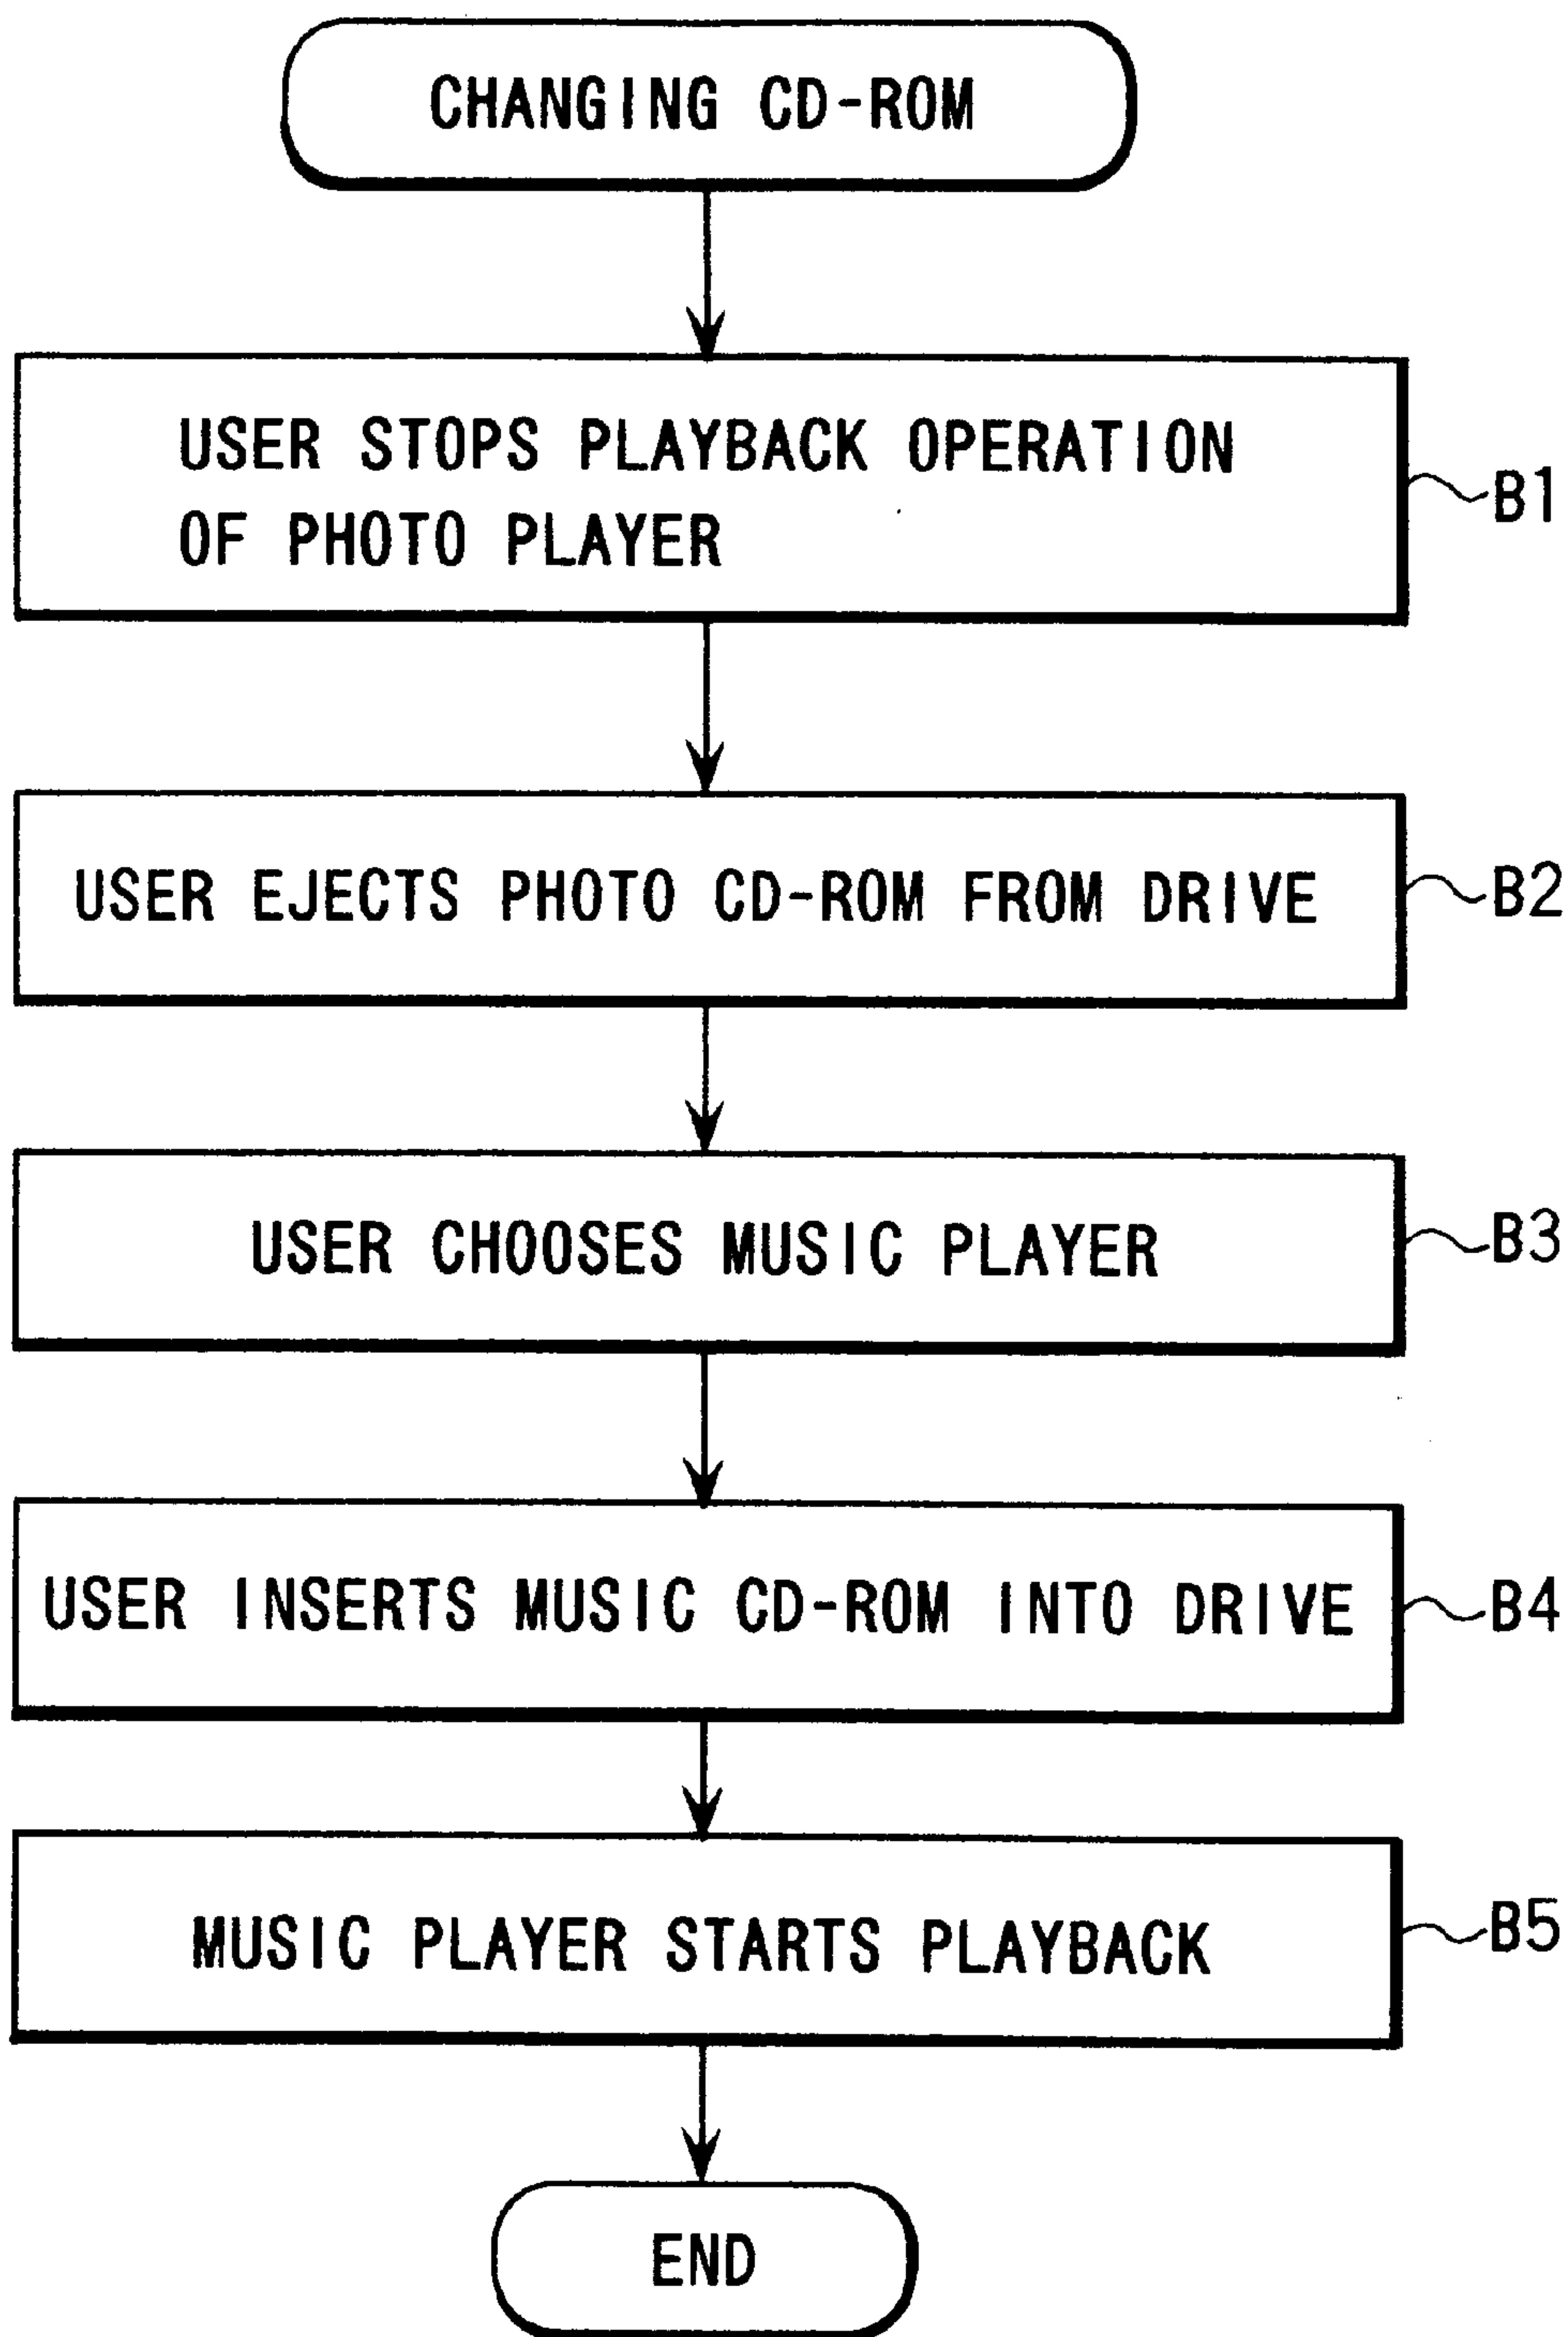 CHANGING CD-ROM
USER STOPS PLAYBACK OPERATION
OF PHOTO PLAYER
B1
USER EJECTS PHOTO CD-ROM FROM DRIVE
B2
USER CHOOSES MUSIC PLAYER
B3
USER INSERTS MUSIC CD-ROM INTO DRIVE
B4
MUSIC PLAYER STARTS PLAYBACK
B5
END